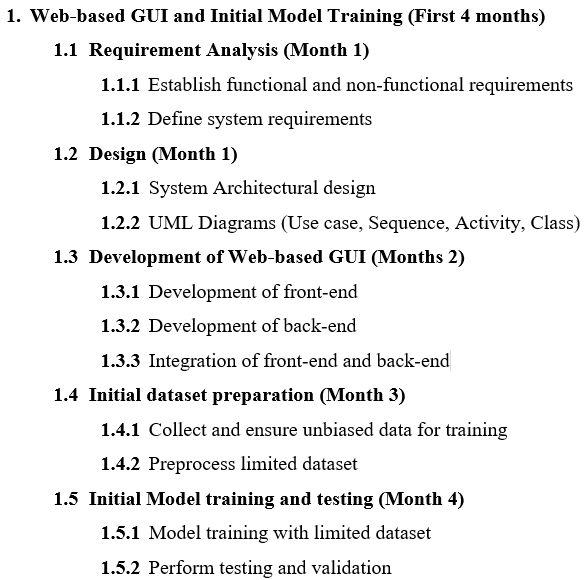 1. Web-based GUI and Initial Model Training (First 4 months)
1.1 Requirement Analysis (Month 1)
1.1.1 Establish functional and non-functional requirements
1.1.2 Define system requirements
1.2 Design (Month 1)
1.2.1 System Architectural design
1.2.2 UML Diagrams (Use case, Sequence, Activity, Class)
1.3 Development of Web-based GUI (Months 2)
1.3.1 Development of front-end
1.3.2 Development of back-end
1.3.3 Integration of front-end and back-end
1.4 Initial dataset preparation (Month 3)
1.4.1 Collect and ensure unbiased data for training
1.4.2 Preprocess limited dataset
1.5 Initial Model training and testing (Month 4)
1.5.1 Model training with limited dataset
1.5.2 Perform testing and validation